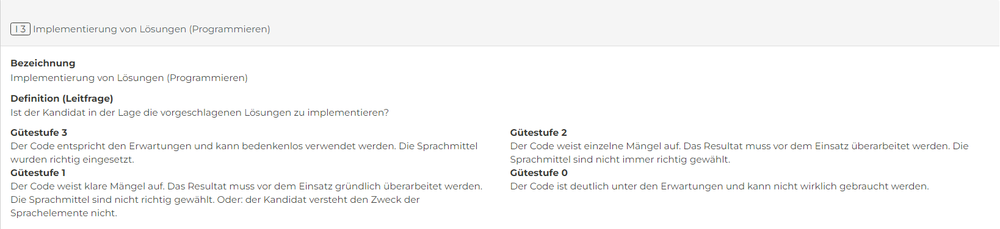 I 3 Implementierung von Lösungen (Programmieren)
Bezeichnung
Implementierung von Lösungen (Programmieren)
Definition (Leitfrage)
Ist der Kandidat in der Lage die vorgeschlagenen Lösungen zu implementieren?
Gütestufe 3
Der Code entspricht den Erwartungen und kann bedenkenlos verwendet werden. Die Sprachmittel
wurden richtig eingesetzt.
Gütestufe 2
Der Code weist einzelne Mängel auf. Das Resultat muss vor dem Einsatz überarbeitet werden. Die
Sprachmittel sind nicht immer richtig gewählt.
Gütestufe 1
Der Code weist klare Mängel auf. Das Resultat muss vor dem Einsatz gründlich überarbeitet werden.
Die Sprachmittel sind nicht richtig gewählt. Oder: der Kandidat versteht den Zweck der
Sprachelemente nicht.
Gütestufe 0
Der Code ist deutlich unter den Erwartungen und kann nicht wirklich gebraucht werden.